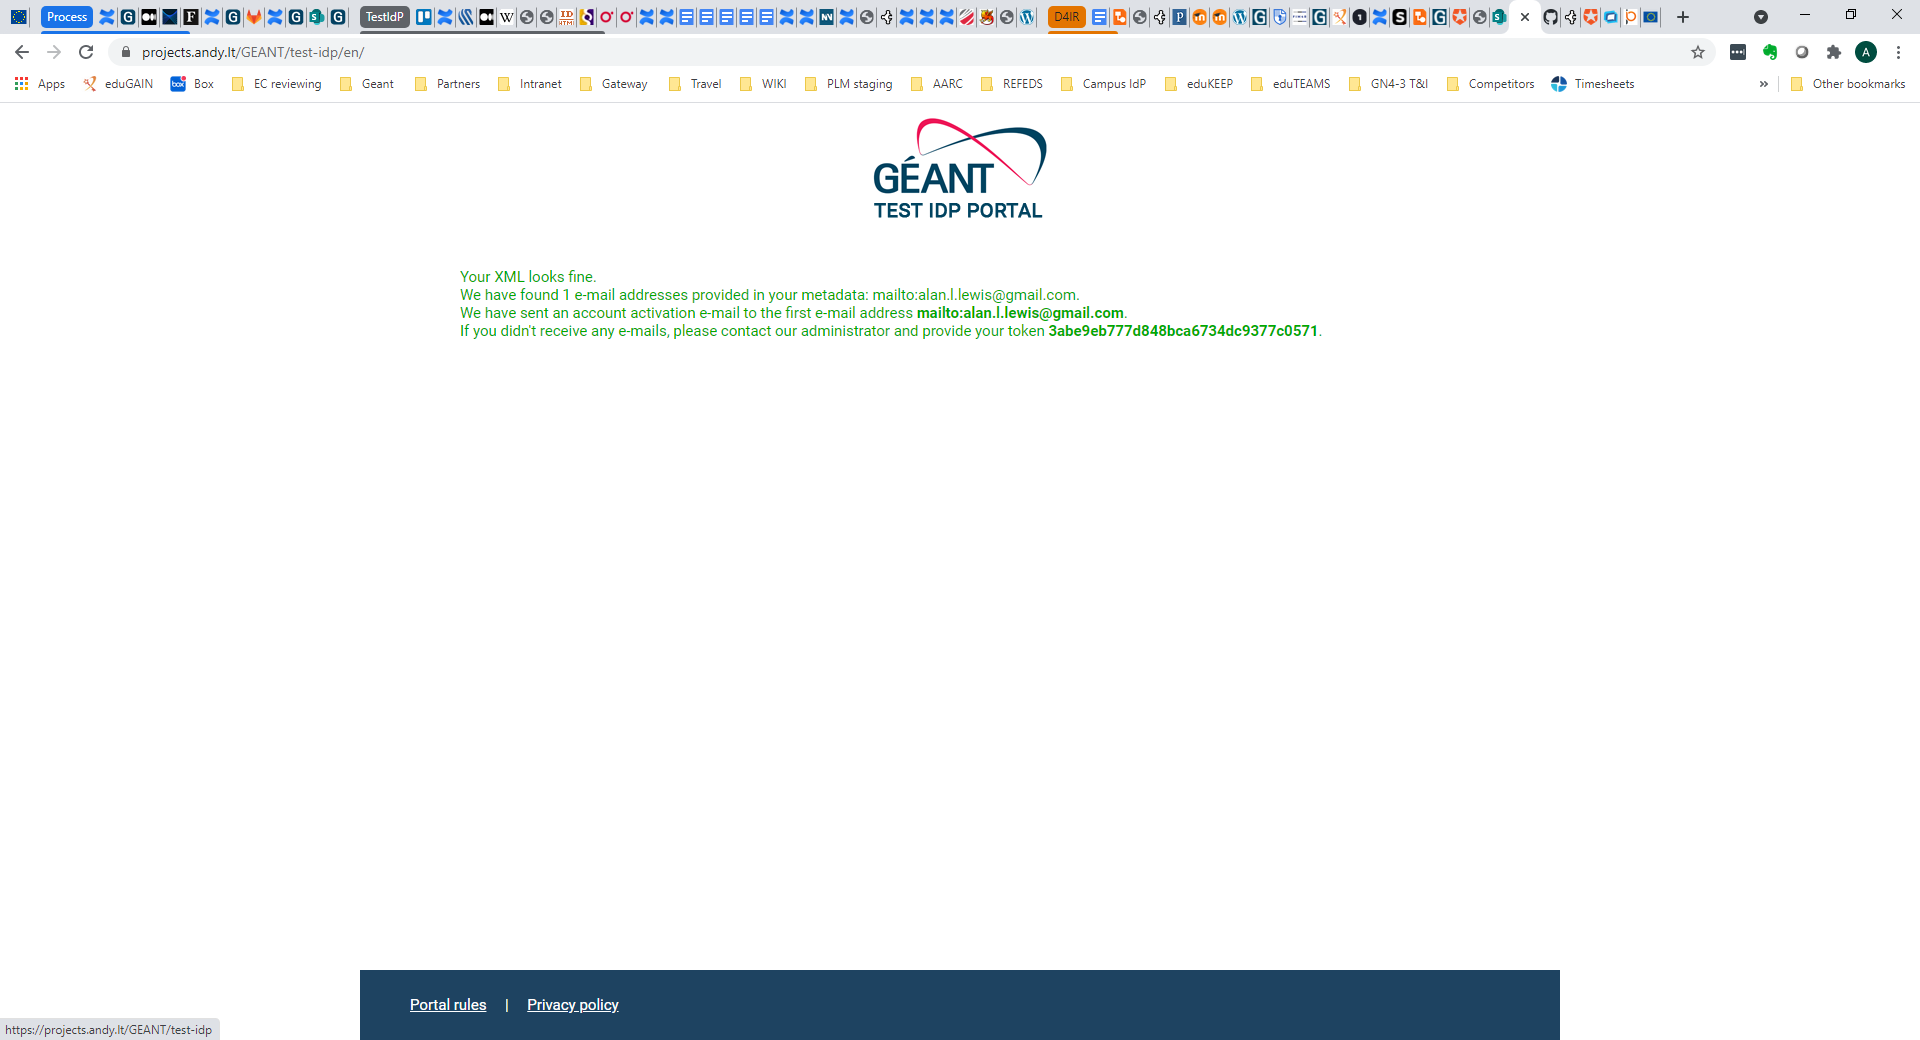 Process
TestIdP
D4IR
projects.andy.lt/GEANT/test-idp/en/
A
Apps
eduGAIN
Box
EC reviewing
Geant
Partners
Intranet
Gateway
Travel
WIKI
PLM staging
AARC
REFEDS
Campus IdP
eduKEEP
eduTEAMS
GN4-3 T&I
Competitors
Timesheets
»
Other bookmarks
GÉANT
TEST IDP PORTAL
Your XML looks fine.
We have found 1 e-mail addresses provided in your metadata: mailto:alan.l.lewis@gmail.com.
We have sent an account activation e-mail to the first e-mail address mailto:alan.l.lewis@gmail.com.
If you didn't receive any e-mails, please contact our administrator and provide your token 3abe9eb777d848bca6734dc9377c0571.
Portal rules | Privacy policy
https://projects.andy.lt/GEANT/test-idp